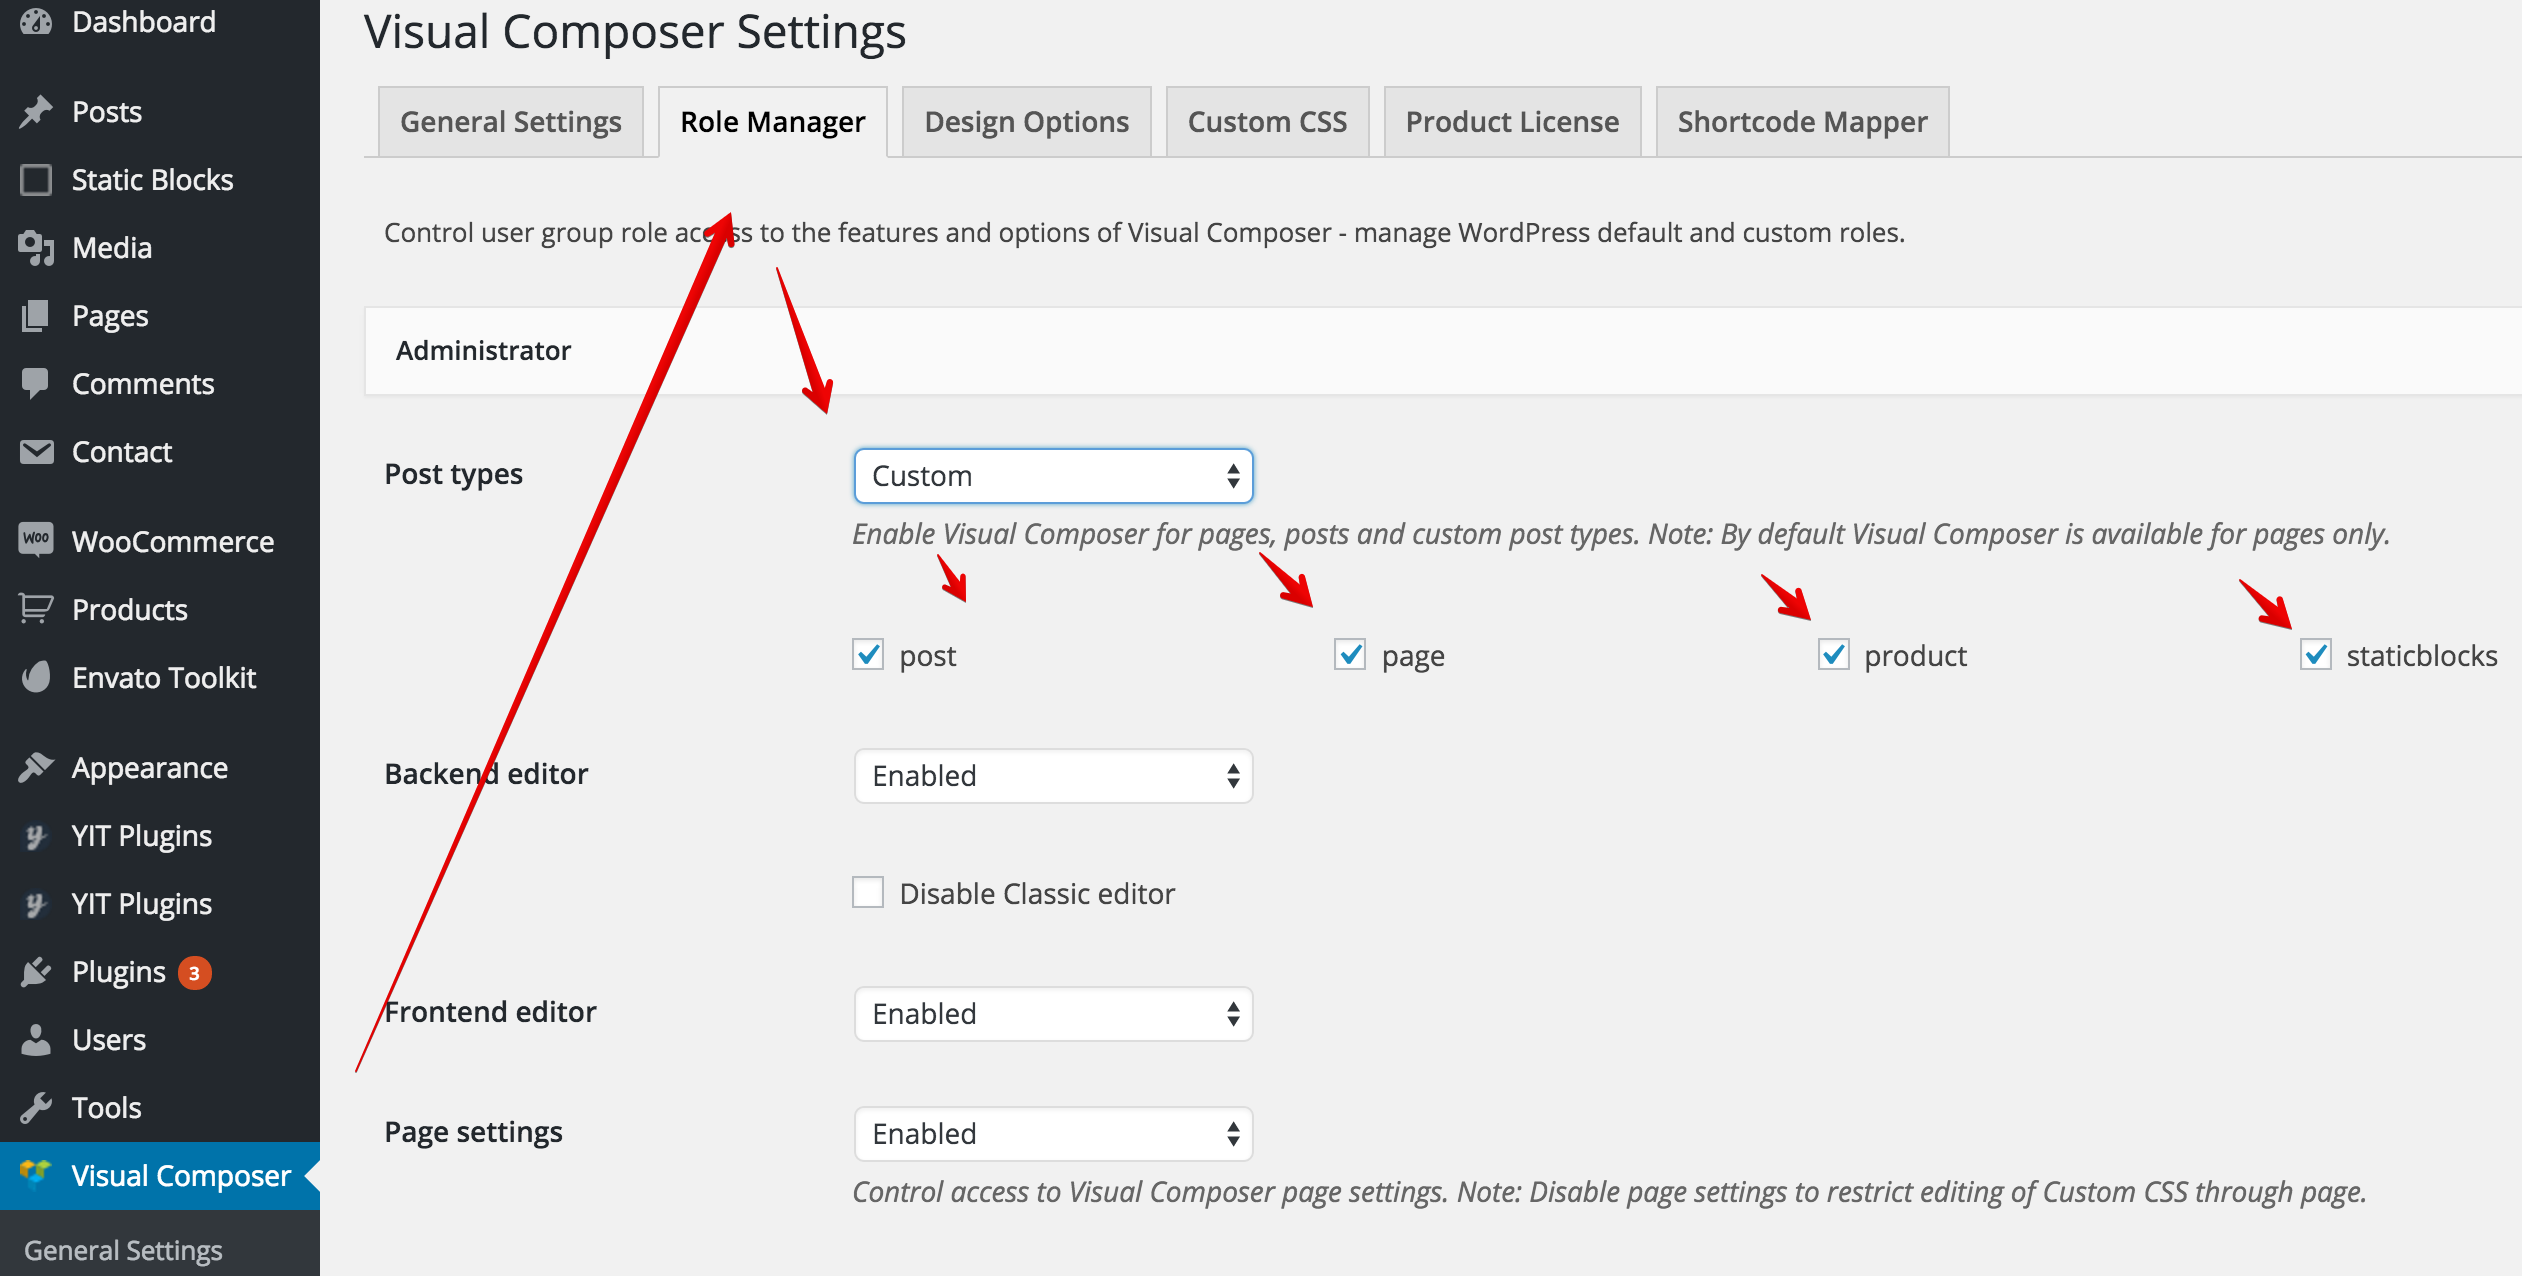 Dashboard
Posts
Static Blocks
Media
Pages
Comments
Contact
WOO WooCommerce
Products
Envato Toolkit
Appearance
YIT Plugins
YIT Plugins
Plugins 3
Users
Tools
Visual Composer
General Settings
Visual Composer Settings
General Settings Role Manager Design Options Custom CSS Product License Shortcode Mapper
Control user group role access to the features and options of Visual Composer - manage WordPress default and custom roles.
Administrator
Post types Custom
Enable Visual Composer for pages, posts and custom post types. Note: By default Visual Composer is available for pages only.
post page product staticblocks
Backend editor Enabled
Disable Classic editor
Frontend editor Enabled
Page settings Enabled
Control access to Visual Composer page settings. Note: Disable page settings to restrict editing of Custom CSS through page.